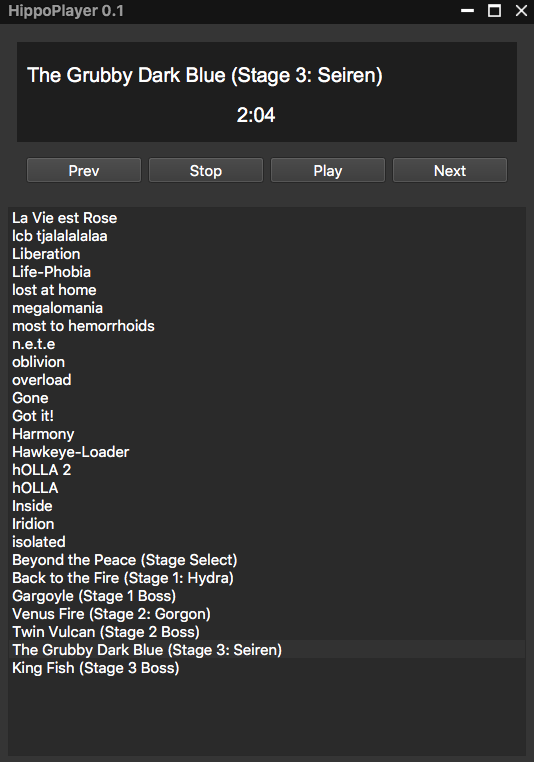 HippoPlayer 0.1
The Grubby Dark Blue (Stage 3: Seiren)
2:04
Prev Stop Play Next
La Vie est Rose
lcb tjalalalalaa
Liberation
Life-Phobia
lost at home
megalomania
most to hemorrhoids
n.e.t.e
oblivion
overload
Gone
Got it!
Harmony
Hawkeye-Loader
hOLLA 2
hOLLA
Inside
Iridion
isolated
Beyond the Peace (Stage Select)
Back to the Fire (Stage 1: Hydra)
Gargoyle (Stage 1 Boss)
Venus Fire (Stage 2: Gorgon)
Twin Vulcan (Stage 2 Boss)
The Grubby Dark Blue (Stage 3: Seiren)
King Fish (Stage 3 Boss)